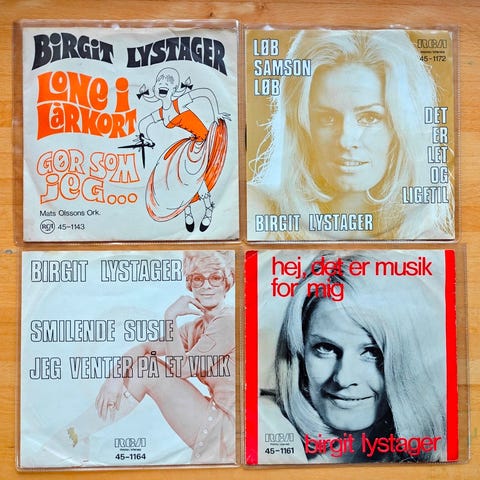 BIRGIT LYSTAGER
LONE i
LÅRKORT
GØR SOM
jeg...
Mats Olssons Ork.
RCA 45-1143
LØB
SAMSON
LØB
RCA
45-1172
DET
ER
LET
OG
LIGETIL
BIRGIT LYSTAGER
BIRGIT LYSTAGER
SMILENDE SUSIE
JEG VENTER PÅ ET VINK
RCA
45-1164
hej, det er musik
for mig
RCA
45-1161
birgit lystager